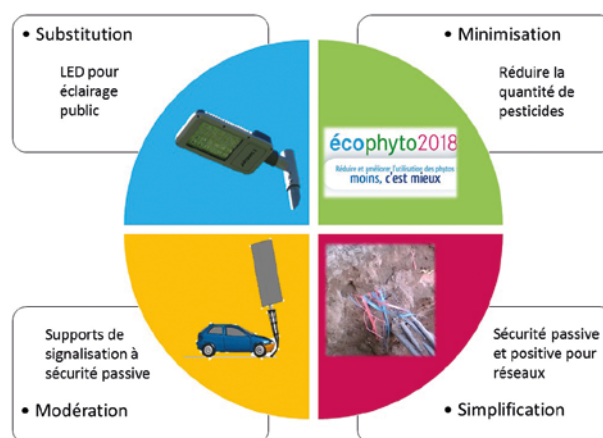 • Substitution
LED pour
éclairage
public
• Minimisation
Réduire la
quantité de
pesticides
écophyto2018
Réduire et améliorer l'utilisation des phytos
moins, c'est mieux
Supports de
signalisation à
sécurité passive
• Modération
Sécurité passive
et positive pour
réseaux
• Simplification